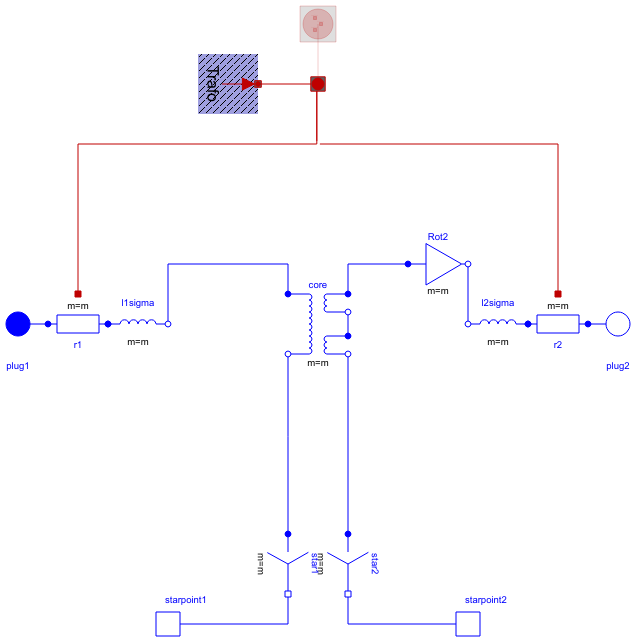 Trafo
Rot2
m=m
core
m=m
m=m
l1sigma
m=m
r1
plug1
m=m
l2sigma
m=m
m=m
r2
plug2
m=m
star1
m=m
star2
starpoint1
starpoint2